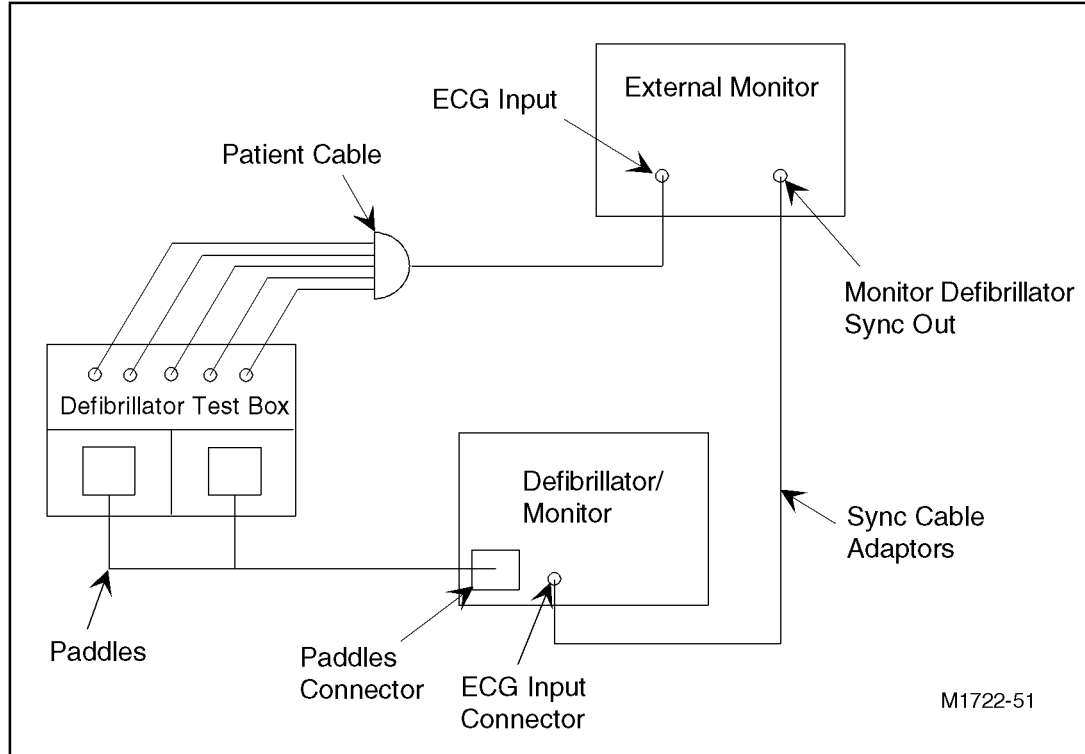 External Monitor
ECG Input
Patient Cable
Monitor Defibrillator
Sync Out
Defibrillator Test Box
Defibrillator/
Monitor
Sync Cable
Adaptors
Paddles
Paddles
Connector
ECG Input
Connector
M1722-51